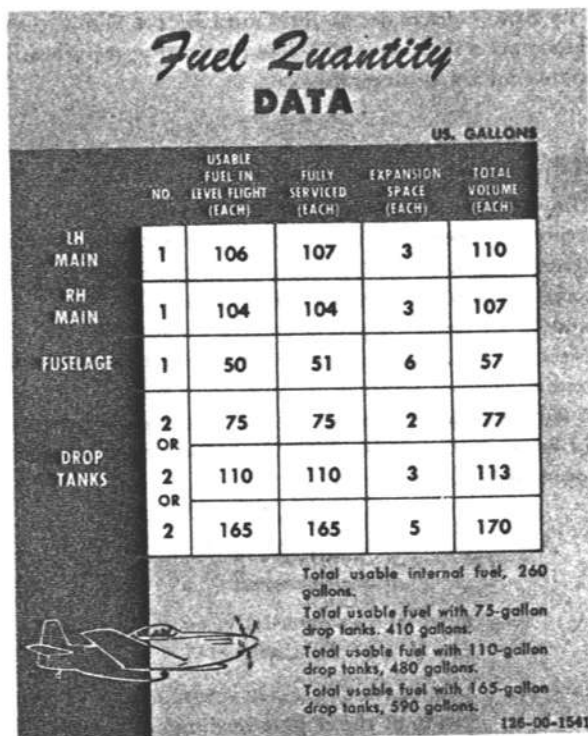 Fuel Quantity
DATA
US. GALLONS
NO. USABLE FUEL IN LEVEL FLIGHT (EACH) FULLY SERVICED (EACH) EXPANSION SPACE (EACH) TOTAL VOLUME (EACH)
LH MAIN 1 106 107 3 110
RH MAIN 1 104 104 3 107
FUSELAGE 1 50 51 6 57
DROP TANKS 2 75 75 2 77
OR
2 110 110 3 113
OR
2 165 165 5 170
Total usable internal fuel, 260
gallons.
Total usable fuel with 75-gallon
drop tanks. 410 gallons.
Total usable fuel with 110-gallon
drop tanks, 480 gallons.
Total usable fuel with 165-gallon
drop tanks, 590 gallons.
126-00-1541